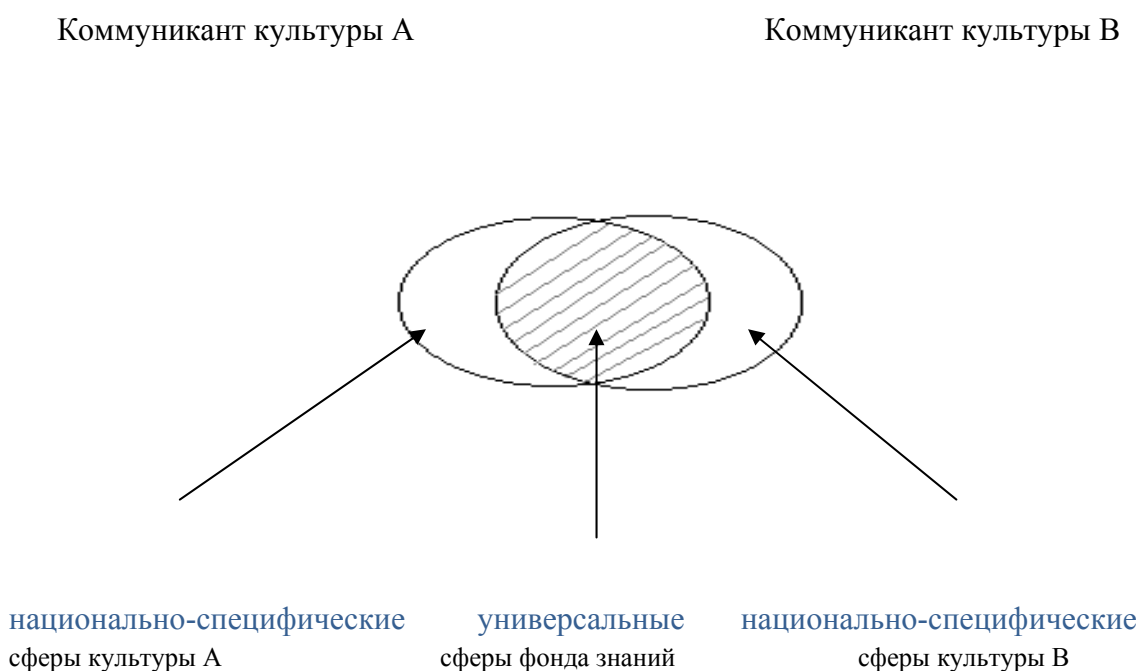 Коммуникант культуры А Коммуникант культуры В
национально-специфические универсальные национально-специфические
сферы культуры А сферы фонда знаний сферы культуры В